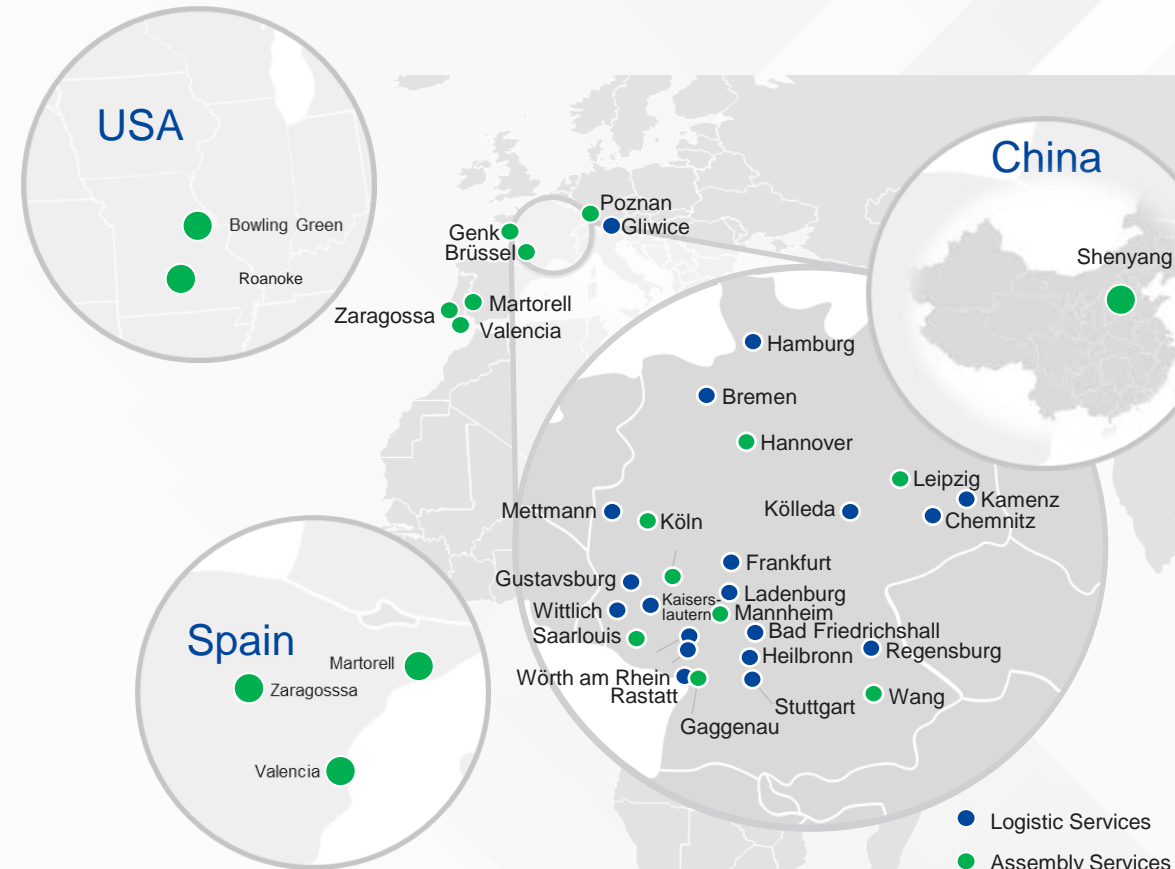 USA
Bowling Green
Roanoke
China
Shenyang
Poznan
Gliwice
Genk
Brüssel
Martorell
Zaragossa
Valencia
Hamburg
Bremen
Hannover
Leipzig
Mettmann
Köln
Kölleda
Kamenz
Chemnitz
Frankfurt
Gustavsburg
Kaisers-
lautern
Ladenburg
Wittlich
Mannheim
Saarlouis
Bad Friedrichshall
Heilbronn
Regensburg
Wörth am Rhein
Rastatt
Stuttgart
Wang
Gaggenau
Spain
Martorell
Zaragosssa
Valencia
Logistic Services
Assembly Services